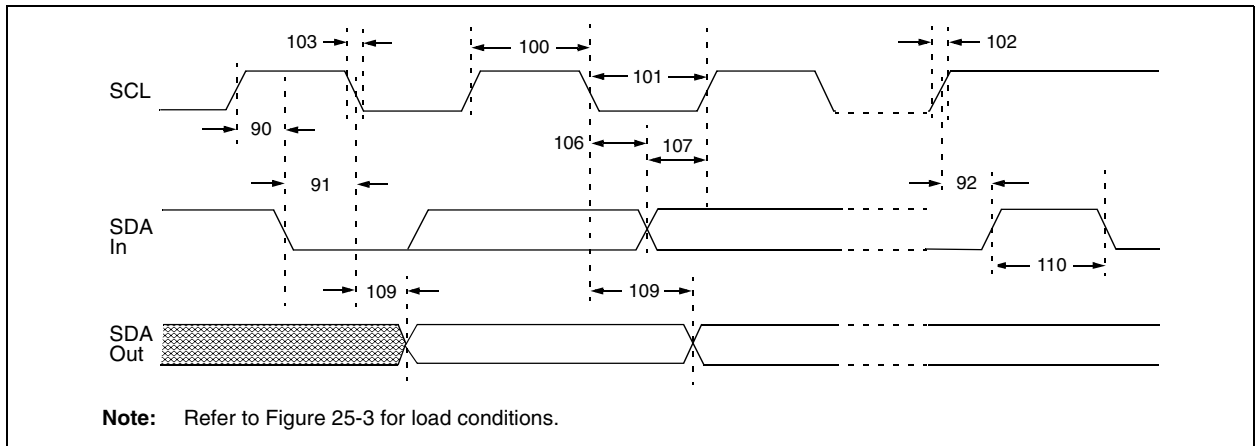 103
100
102
101
SCL
90
106
107
91
92
SDA
In
110
109
109
SDA
Out
Note: Refer to Figure 25-3 for load conditions.